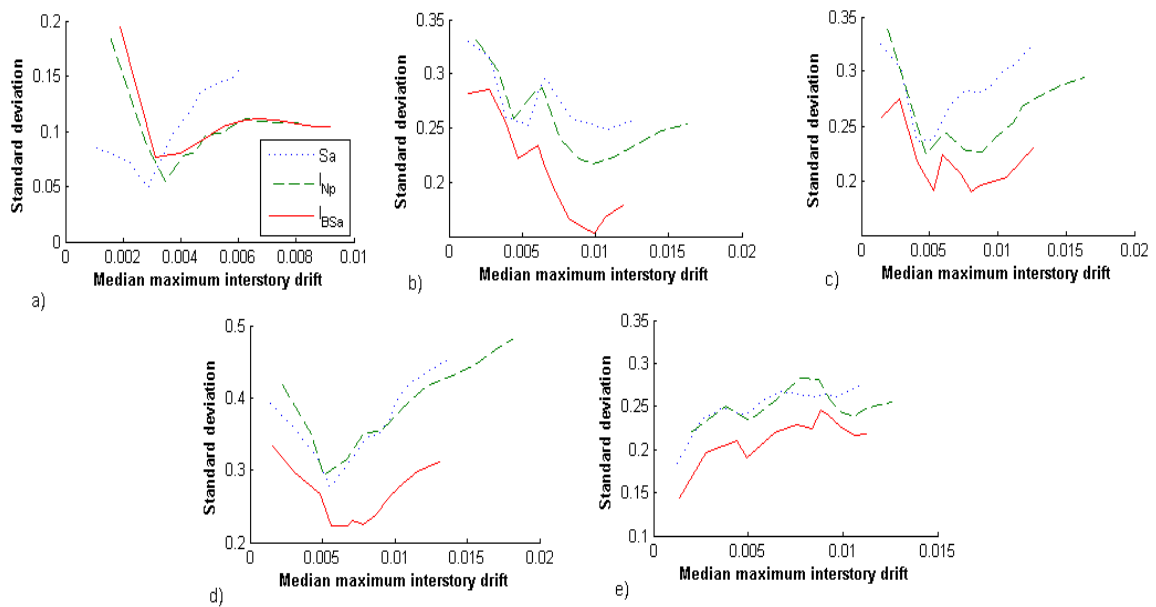 0.2
0.15
0.1
0.05
0
Standard deviation
0
0.002
0.004
0.006
0.008
0.01
Median maximum interstory drift
Sa
I_Np
I_BSa
a)
0.35
0.3
0.25
0.2
Standard deviation
0
0.005
0.01
0.015
0.02
Median maximum interstory drift
b)
0.35
0.3
0.25
0.2
Standard deviation
0
0.005
0.01
0.015
0.02
Median maximum interstory drift
c)
0.5
0.4
0.3
0.2
Standard deviation
0
0.005
0.01
0.015
0.02
Median maximum interstory drift
d)
0.35
0.3
0.25
0.2
0.15
0.1
Standard deviation
0
0.005
0.01
0.015
Median maximum interstory drift
e)